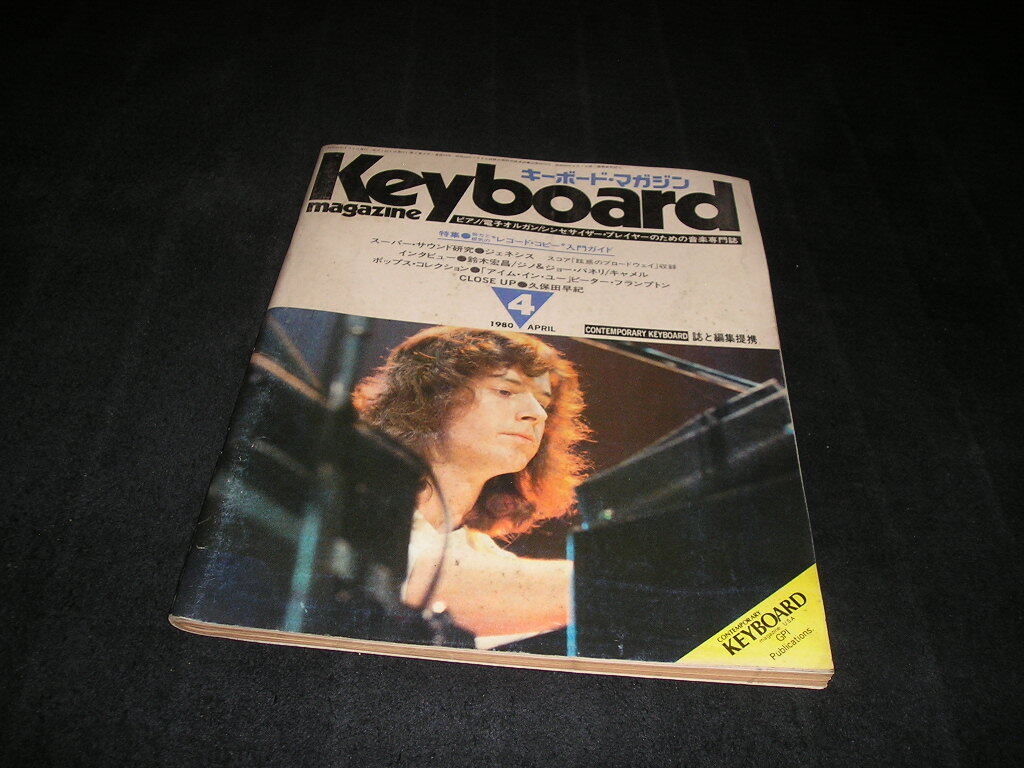 キーボード・マガジン
Keyboard
magazine
ピアノ/電子オルガン/シンセサイザー・プレイヤーのための音楽専門誌
特集●"レコード・コピー"入門ガイド
スーパー・サウンド研究●ジェネシス スコア「眩惑のブロードウェイ」収録
インタビュー●鈴木宏昌/ジノ&ジョー・バネリ/キャメル
ポップス・コレクション●「アイム・イン・ユー」ピーター・フランプトン
CLOSE UP●久保田早紀
4
1980 APRIL
CONTEMPORARY KEYBOARD 誌と編集提携
CONTEMPORARY
KEYBOARD
magazine, U.S.A
GPI
Publications.